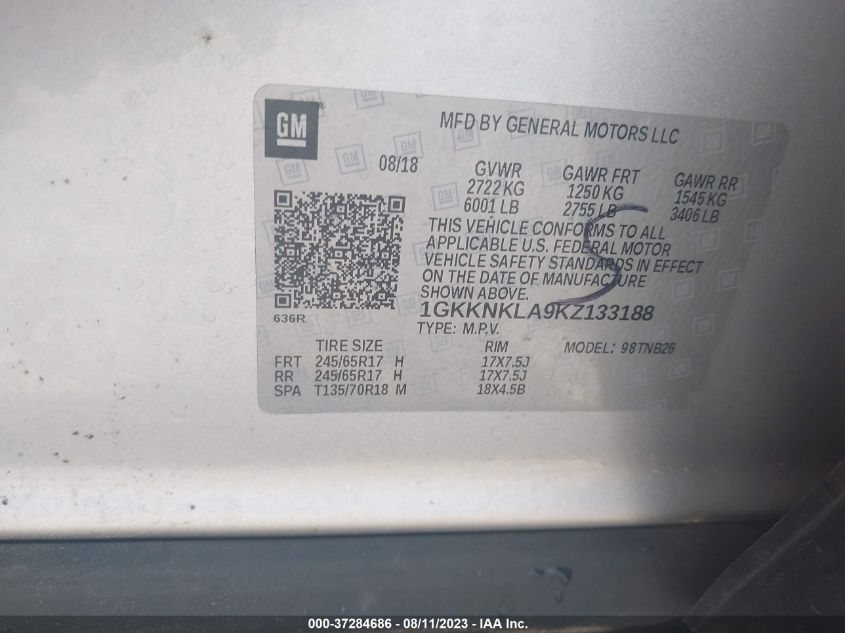 GM
MFD BY GENERAL MOTORS LLC
08/18
GVWR
2722 KG
6001 LB
GAWR FRT
1250 KG
2755 LB
GAWR RR
1545 KG
3406 LB
THIS VEHICLE CONFORMS TO ALL
APPLICABLE U.S. FEDERAL MOTOR
VEHICLE SAFETY STANDARDS IN EFFECT
ON THE DATE OF MANUFACTURE
SHOWN ABOVE.
636R
1GKKNKLA9KZ133188
TYPE: M.P.V.
MODEL: 98TNB26
TIRE SIZE RIM
FRT 245/65R17 H 17X7.5J
RR 245/65R17 H 17X7.5J
SPA T135/70R18 M 18X4.5B
000-37284686 - 08/11/2023 - IAA Inc.